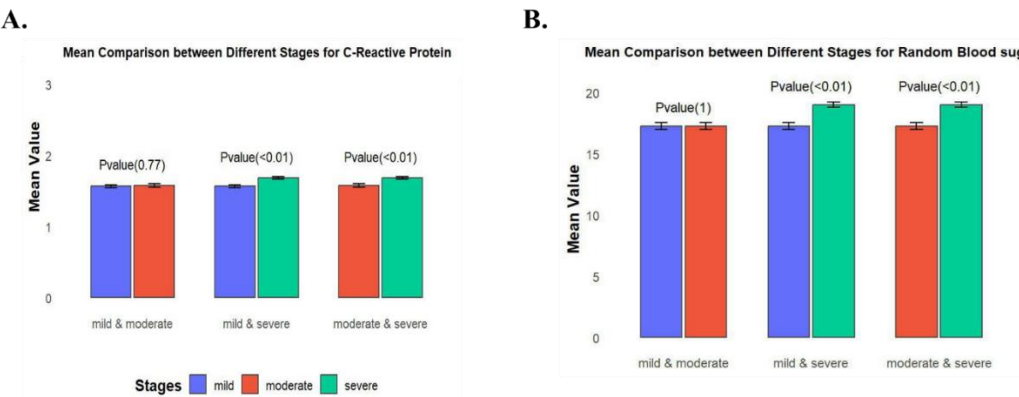 A.
Mean Comparison between Different Stages for C-Reactive Protein
Mean Value
3
2
1
0
Pvalue(0.77)
Pvalue(<0.01)
Pvalue(<0.01)
mild & moderate
mild & severe
moderate & severe
Stages mild moderate severe
B.
Mean Comparison between Different Stages for Random Blood sug
Mean Value
20
15
10
5
0
Pvalue(1)
Pvalue(<0.01)
Pvalue(<0.01)
mild & moderate
mild & severe
moderate & severe